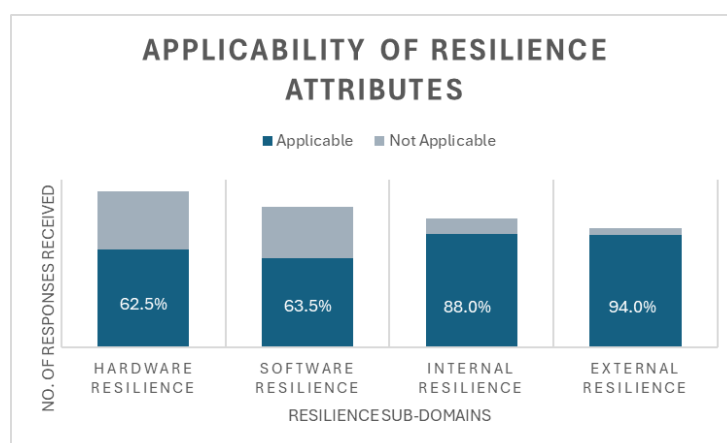 APPLICABILITY OF RESILIENCE
ATTRIBUTES
Applicable Not Applicable
NO. OF RESPONSES RECEIVED
62.5% 63.5% 88.0% 94.0%
HARDWARE RESILIENCE
SOFTWARE RESILIENCE
INTERNAL RESILIENCE
EXTERNAL RESILIENCE
RESILIENCE SUB-DOMAINS